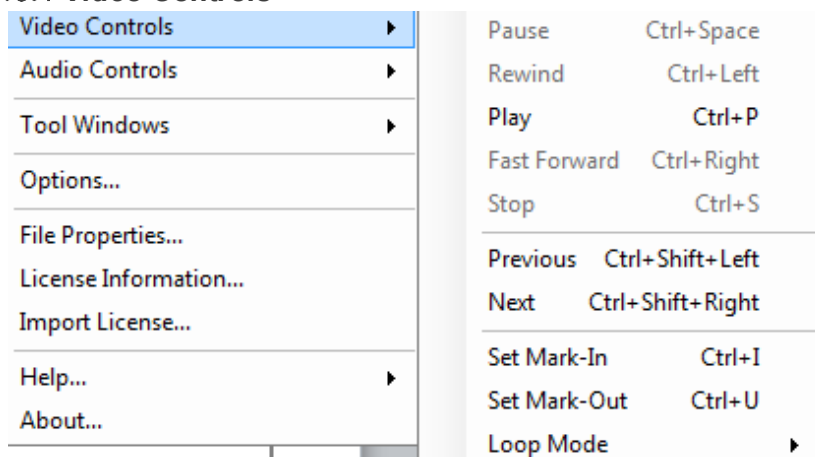 Video Controls
Audio Controls
Tool Windows
Options...
File Properties...
License Information...
Import License...
Help...
About...
Pause Ctrl+Space
Rewind Ctrl+Left
Play Ctrl+P
Fast Forward Ctrl+Right
Stop Ctrl+S
Previous Ctrl+Shift+Left
Next Ctrl+Shift+Right
Set Mark-In Ctrl+I
Set Mark-Out Ctrl+U
Loop Mode